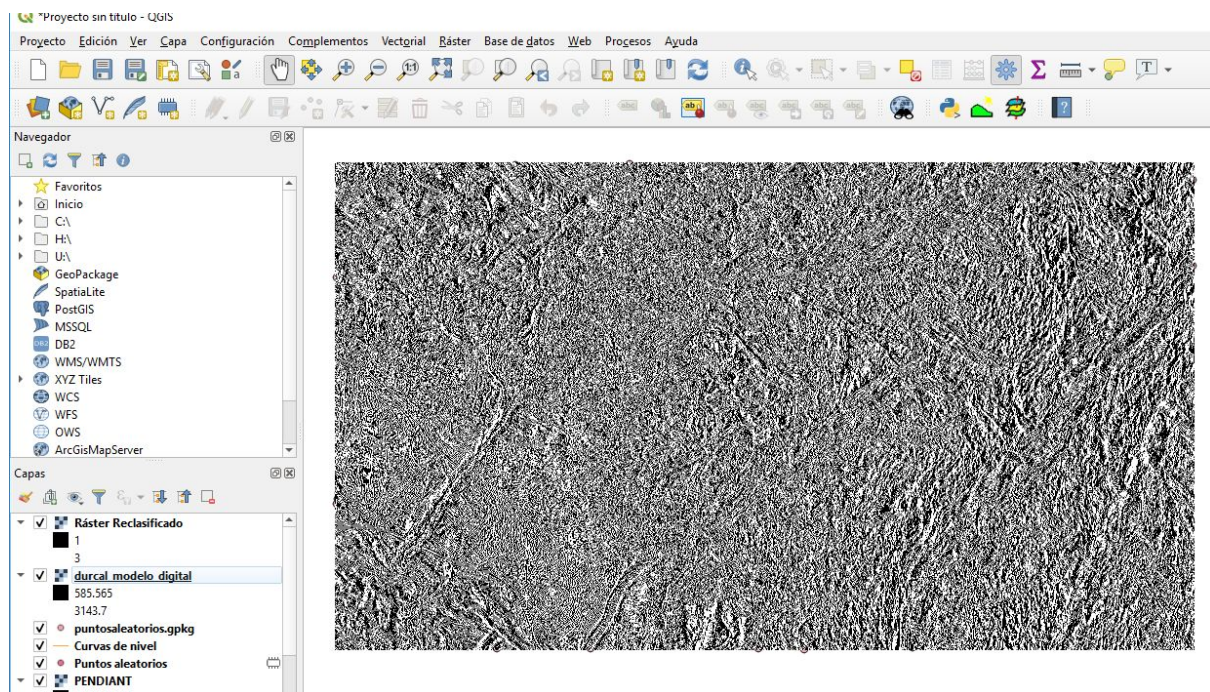 *Proyecto sin título - QGIS
Proyecto Edición Ver Capa Configuración Complementos Vectorial Ráster Base de datos Web Procesos Ayuda
Navegador
Favoritos
Inicio
C:\
H:\
U:\
GeoPackage
SpatiaLite
PostGIS
MSSQL
DB2
WMS/WMTS
XYZ Tiles
WCS
WFS
OWS
ArcGisMapServer
Capas
Ráster Reclasificado
1
3
durcal_modelo_digital
585.565
3143.7
puntosaleatorios.gpkg
Curvas de nivel
Puntos aleatorios
PENDIANT